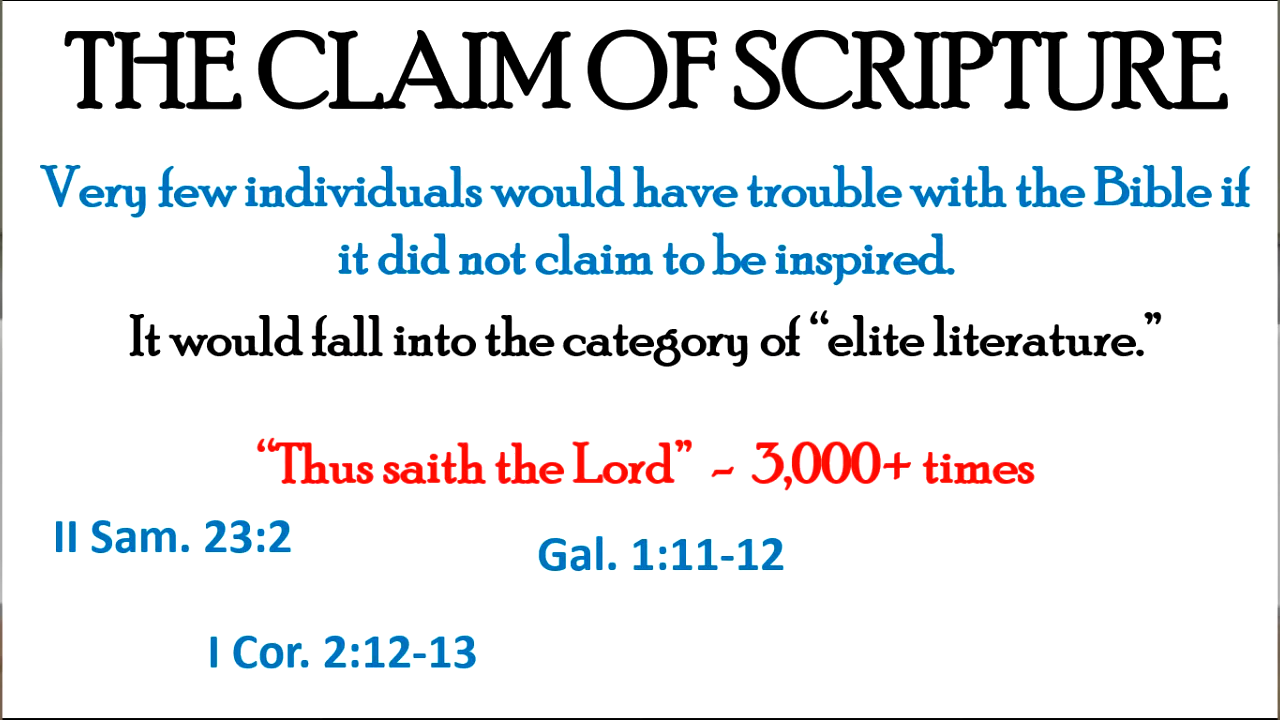 THE CLAIM OF SCRIPTURE
Very few individuals would have trouble with the Bible if
it did not claim to be inspired.
It would fall into the category of “elite literature.”
“Thus saith the Lord” ~ 3,000+ times
II Sam. 23:2
Gal. 1:11-12
I Cor. 2:12-13